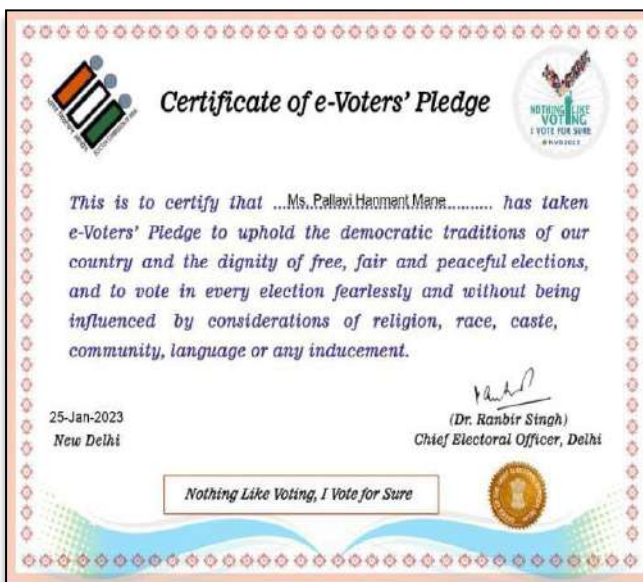 Certificate of e-Voters' Pledge
NOTHING LIKE
VOTING
I VOTE FOR SURE
#NVD2023
This is to certify that ...Ms. Pallavi Hanmant Mane.......... has taken
e-Voters' Pledge to uphold the democratic traditions of our
country and the dignity of free, fair and peaceful elections,
and to vote in every election fearlessly and without being
influenced by considerations of religion, race, caste,
community, language or any inducement.
25-Jan-2023
New Delhi
(Dr. Ranbir Singh)
Chief Electoral Officer, Delhi
Nothing Like Voting, I Vote for Sure